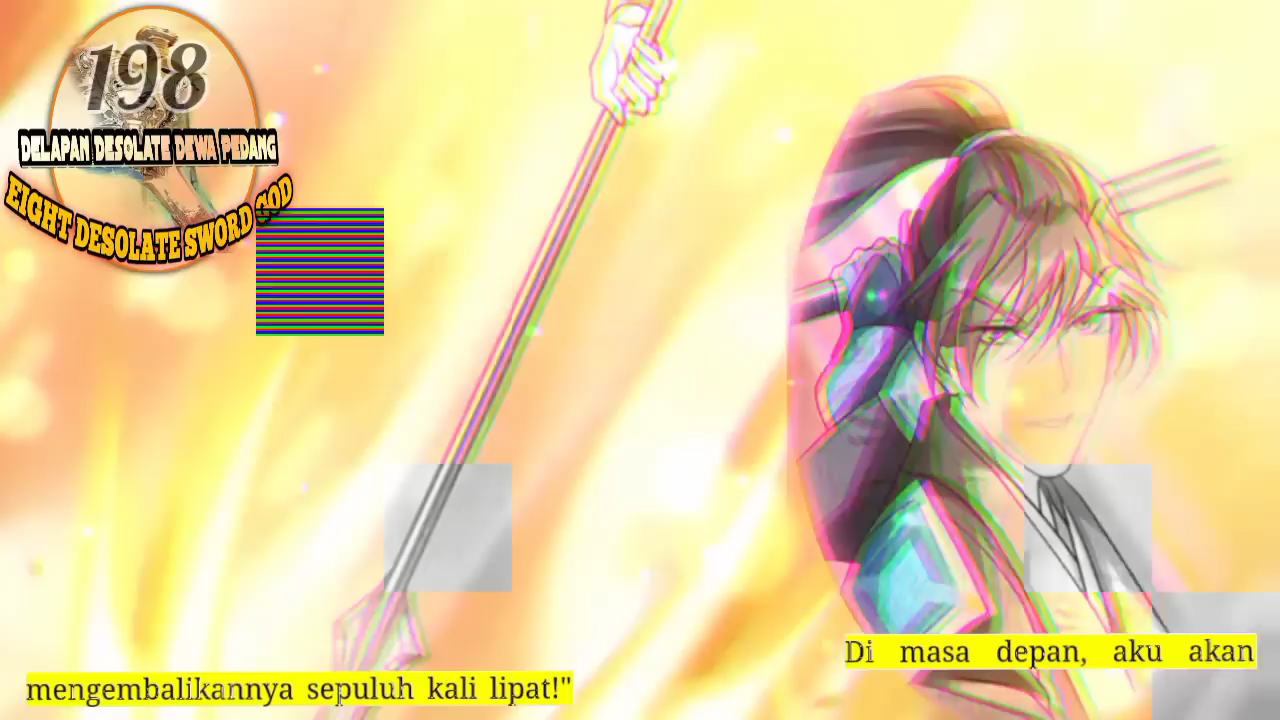 198
DELAPAN DESOLATE DEWA PEDANG
EIGHT DESOLATE SWORD GOD
Di masa depan, aku akan
mengembalikannya sepuluh kali lipat!"